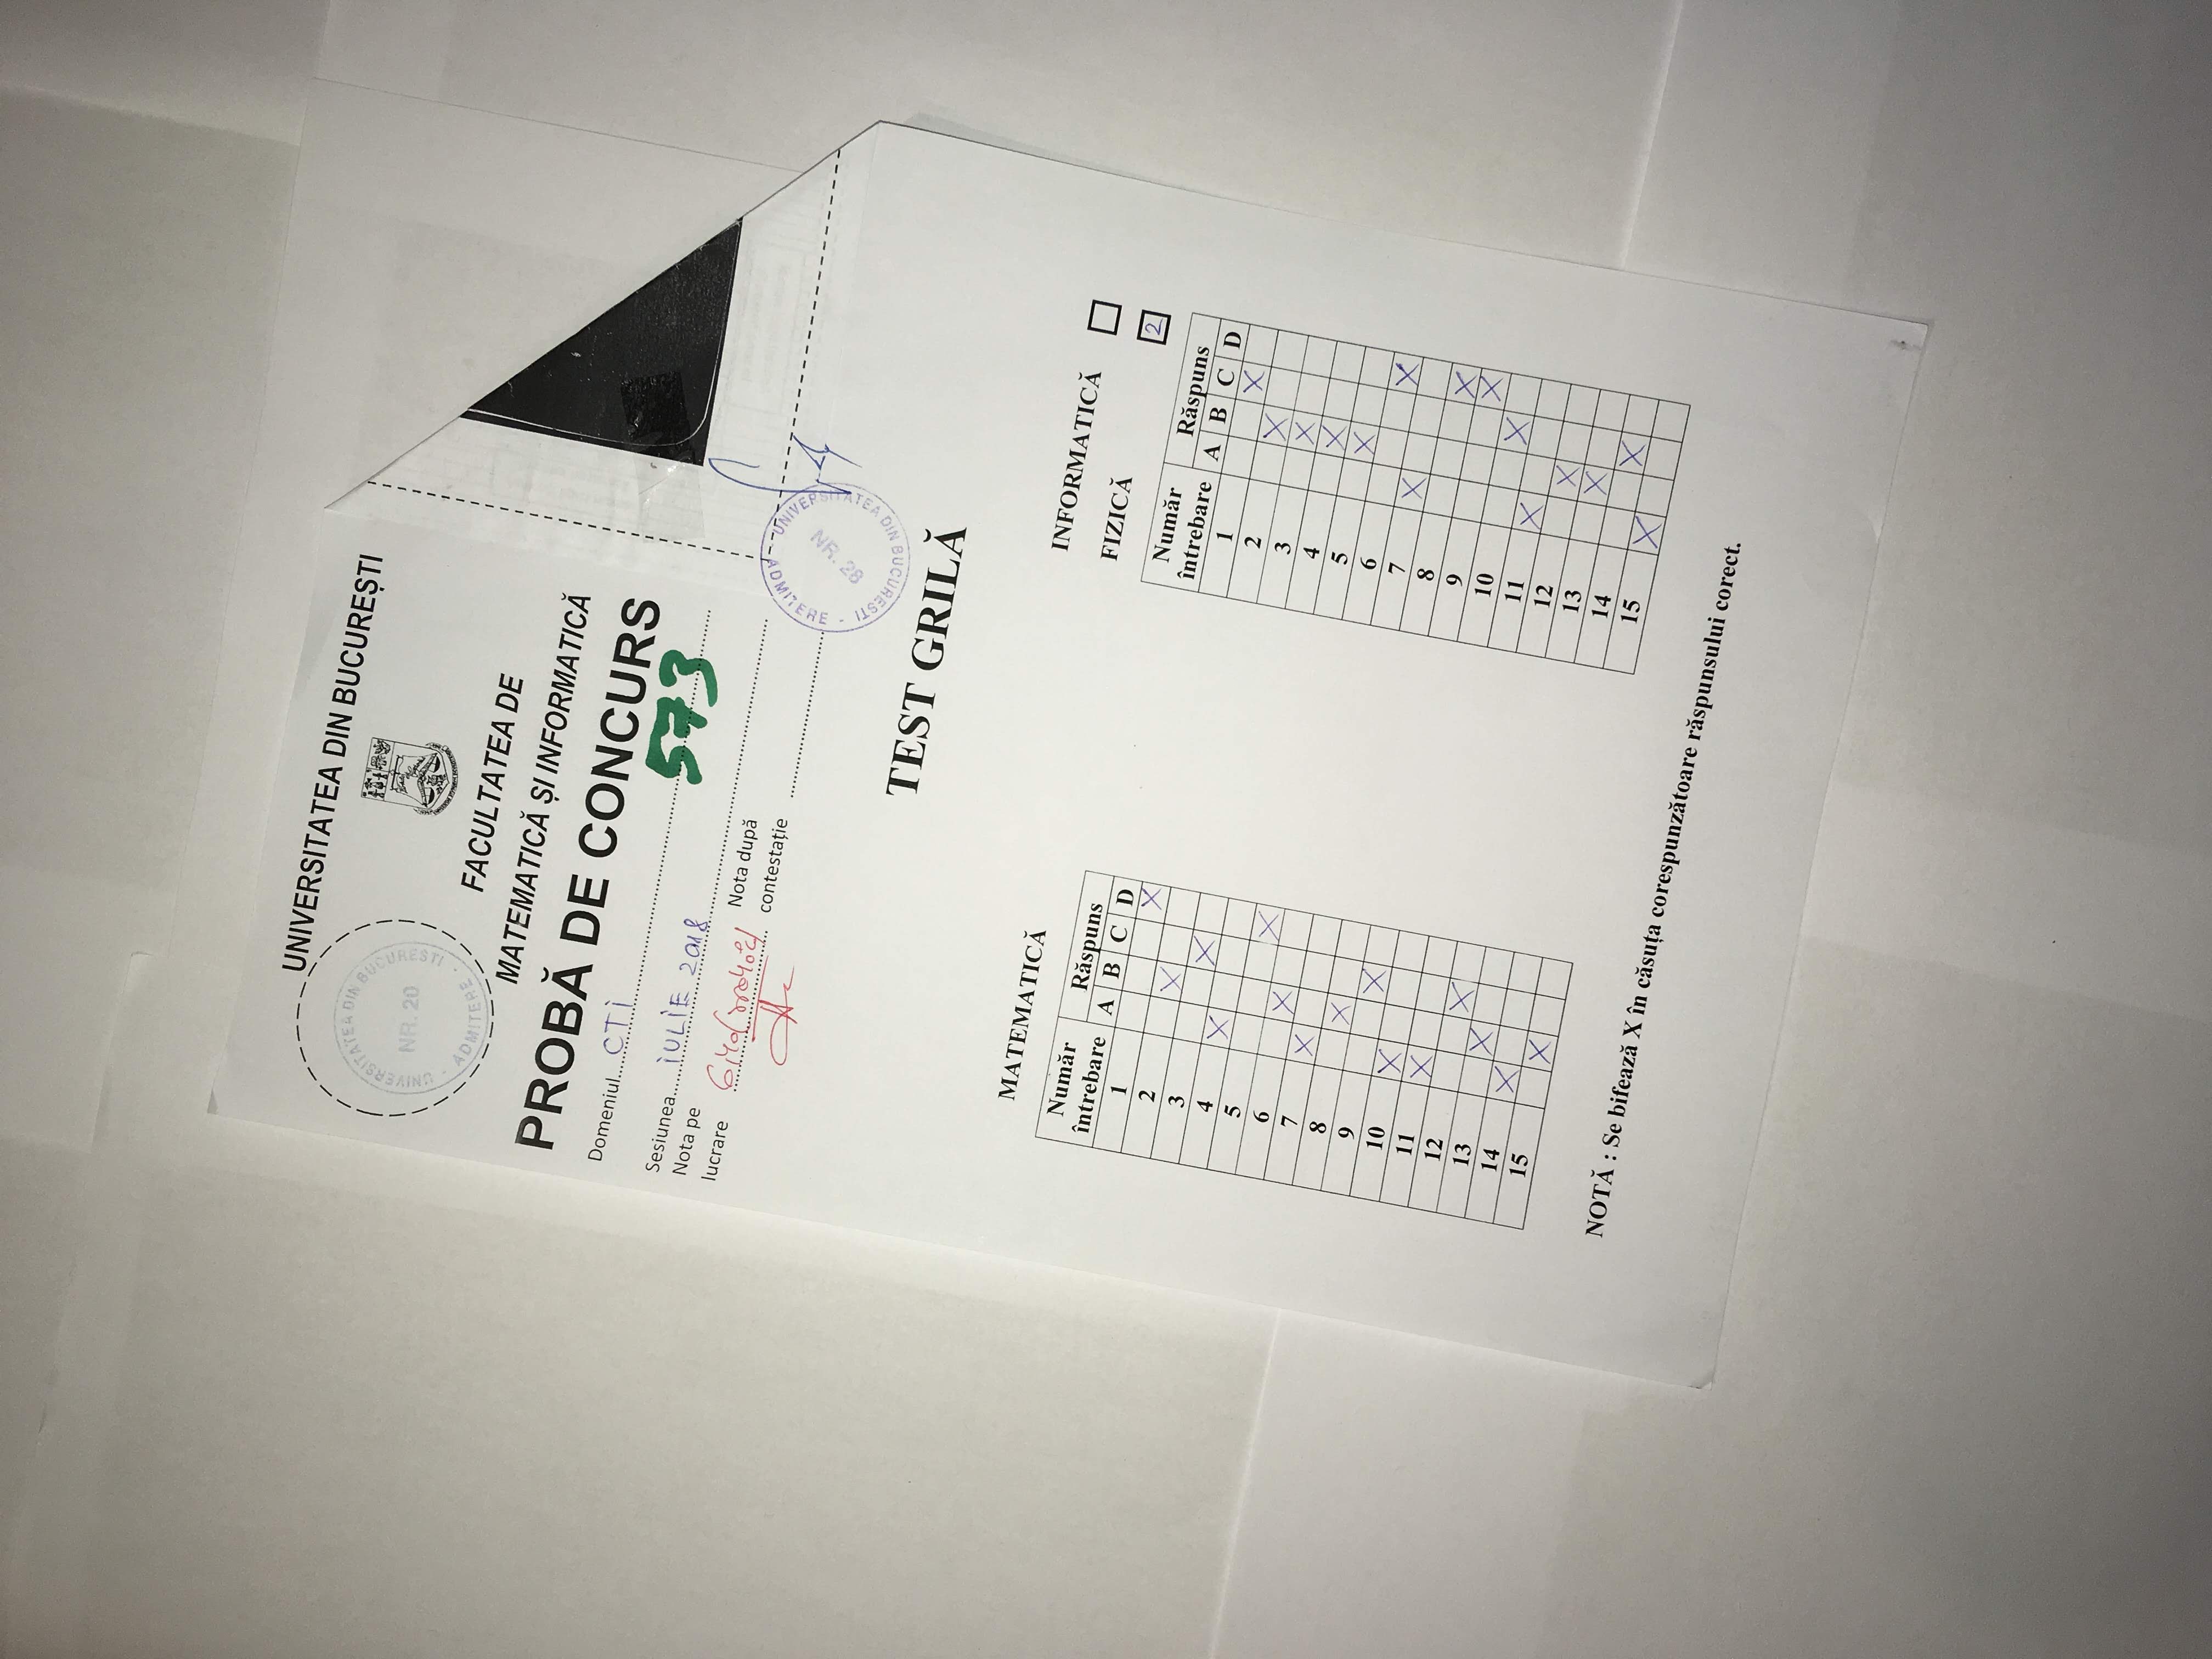 UNIVERSITATEA DIN BUCUREȘTI
UNIVERSITATEA DIN BUCURESTI
NR. 20
ADMITERE
FACULTATEA DE
MATEMATICĂ ȘI INFORMATICĂ
PROBĂ DE CONCURS
Domeniul CTI
573
Sesiunea IULIE 2018
Nota pe lucrare 6,40
Nota după contestație
UNIVERSITATEA DIN BUCURESTI
NR. 28
ADMITERE
TEST GRILĂ
MATEMATICĂ
Număr întrebare Răspuns
A B C D
1 X
2 X
3 X
4 X
5 X
6 X
7 X
8 X
9 X
10 X
11 X
12 X
13 X
14 X
15 X
INFORMATICĂ
FIZICĂ 2
Număr întrebare Răspuns
A B C D
1 X
2 X
3 X
4 X
5 X
6 X
7 X
8 X
9 X
10 X
11 X
12 X
13 X
14 X
15 X
NOTĂ : Se bifează X în căsuța corespunzătoare răspunsului corect.